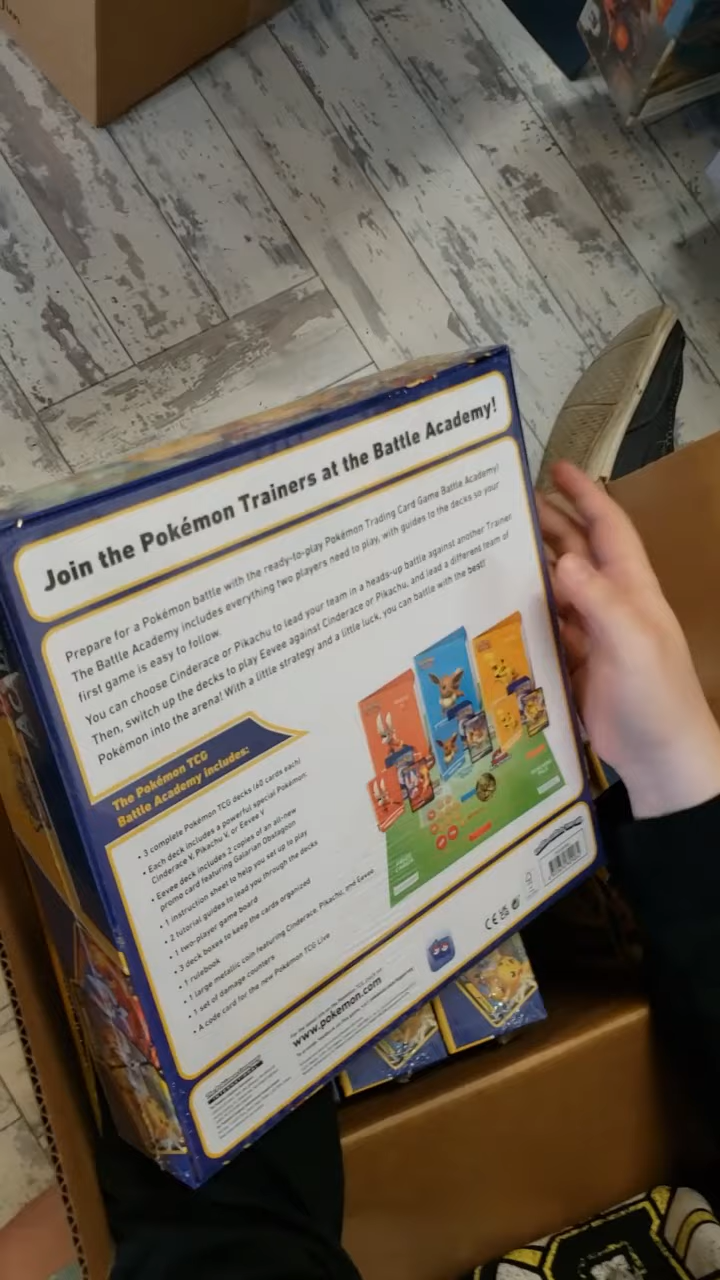 Join the Pokémon Trainers at the Battle Academy!
Prepare for a Pokémon battle with the ready-to-play Pokémon Trading Card Game Battle Academy!
The Battle Academy includes everything two players need to play, with guides to the decks so your
first game is easy to follow.
You can choose Cinderace or Pikachu to lead your team in a heads-up battle against another Trainer.
Then, switch up the decks to play Eevee against Cinderace or Pikachu, and lead a different team of
Pokémon into the arena! With a little strategy and a little luck, you can battle with the best!
The Pokémon TCG
Battle Academy includes:
• 3 complete Pokémon TCG decks (60 cards each)
• Each deck includes a powerful special Pokémon:
Cinderace V, Pikachu V, or Eevee V
• Eevee deck includes 2 copies of an all-new
promo card featuring Galarian Obstagoon
• 1 instruction sheet to help you set up to play
• 2 tutorial guides to lead you through the decks
• 1 two-player game board
• 3 deck boxes to keep the cards organized
• 1 rulebook
• 1 large metallic coin featuring Cinderace, Pikachu, and Eevee
• 1 set of damage counters
• A code card for the new Pokémon TCG Live
www.pokemon.com
CE